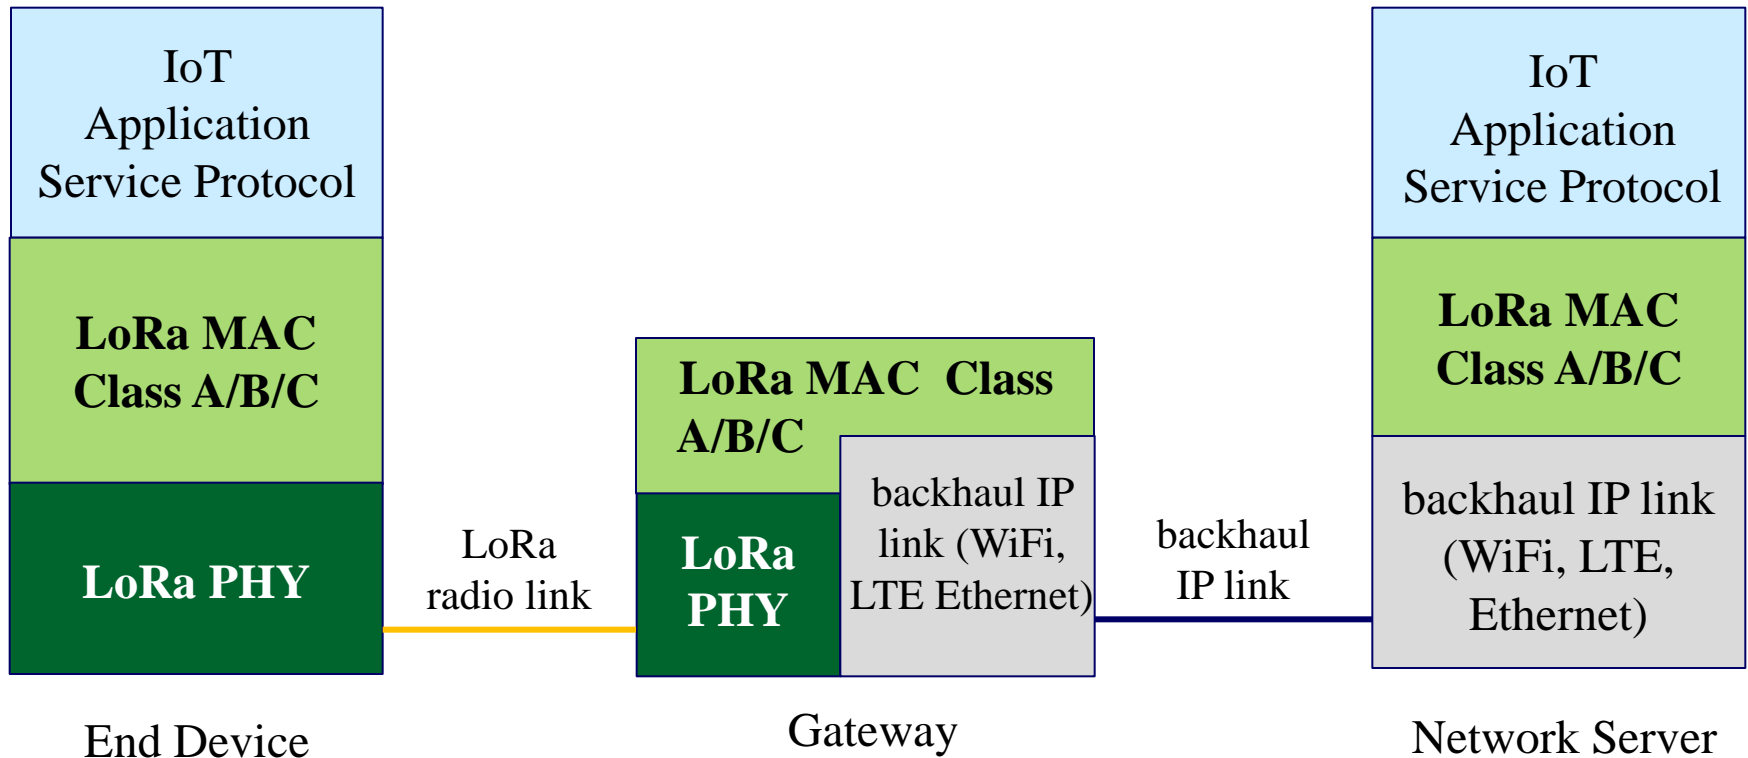 IoT
Application
Service Protocol
LoRa MAC
Class A/B/C
LoRa PHY
End Device
LoRa
radio link
LoRa MAC  Class
A/B/C
LoRa
PHY
backhaul IP
link (WiFi,
LTE Ethernet)
Gateway
backhaul
IP link
IoT
Application
Service Protocol
LoRa MAC
Class A/B/C
backhaul IP link
(WiFi, LTE,
Ethernet)
Network Server